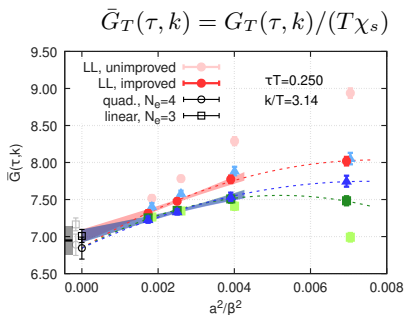 Ḡ_T(τ, k) = G_T(τ, k)/(Tχ_s)
9.50
9.00
8.50
8.00
7.50
7.00
6.50
Ḡ(τ,k)
LL, unimproved
LL, improved
quad., N_e=4
linear, N_e=3
τT=0.250
k/T=3.14
0.000 0.002 0.004 0.006 0.008
a²/β²